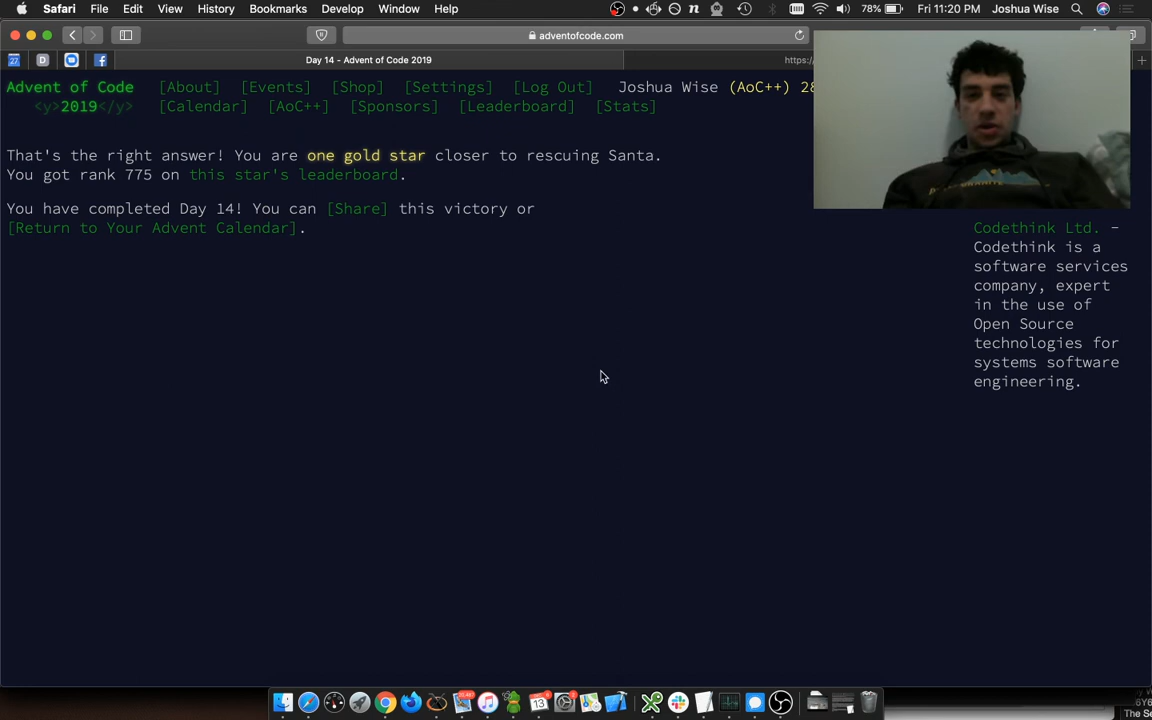 Safari File Edit View History Bookmarks Develop Window Help 78% Fri 11:20 PM Joshua Wise
adventofcode.com
Day 14 - Advent of Code 2019 https:/
Advent of Code [About] [Events] [Shop] [Settings] [Log Out] Joshua Wise (AoC++) 28
<y>2019</y> [Calendar] [AoC++] [Sponsors] [Leaderboard] [Stats]
That's the right answer! You are one gold star closer to rescuing Santa.
You got rank 775 on this star's leaderboard.
You have completed Day 14! You can [Share] this victory or
[Return to Your Advent Calendar].
Codethink Ltd. -
Codethink is a
software services
company, expert
in the use of
Open Source
technologies for
systems software
engineering.